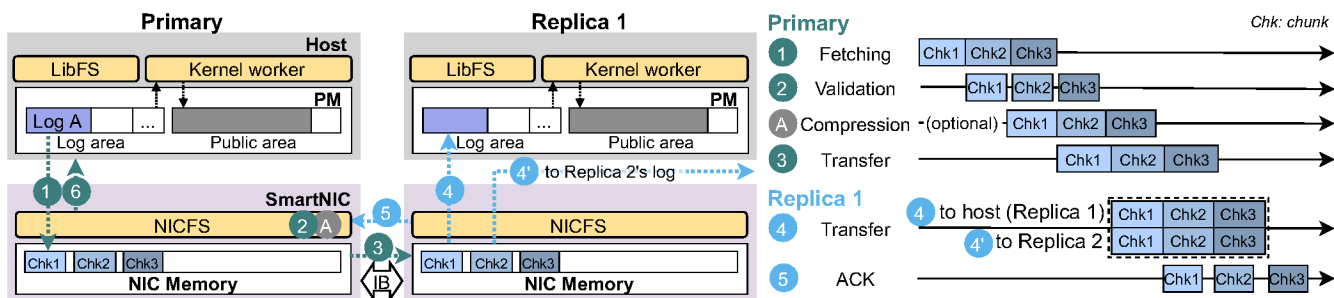 Primary
Host
LibFS
Kernel worker
PM
Log A
...
Log area
Public area
1
6
SmartNIC
NICFS
2
A
Chk1
Chk2
Chk3
NIC Memory
3
5
IB
Replica 1
Host
LibFS
Kernel worker
PM
...
Log area
Public area
4
4' to Replica 2's log
NICFS
Chk1
Chk2
Chk3
NIC Memory
Primary
Chk: chunk
1 Fetching Chk1 Chk2 Chk3
2 Validation Chk1 Chk2 Chk3
A Compression (optional) Chk1 Chk2 Chk3
3 Transfer Chk1 Chk2 Chk3
Replica 1
4 Transfer
4 to host (Replica 1) Chk1 Chk2 Chk3
4' to Replica 2 Chk1 Chk2 Chk3
5 ACK Chk1 Chk2 Chk3